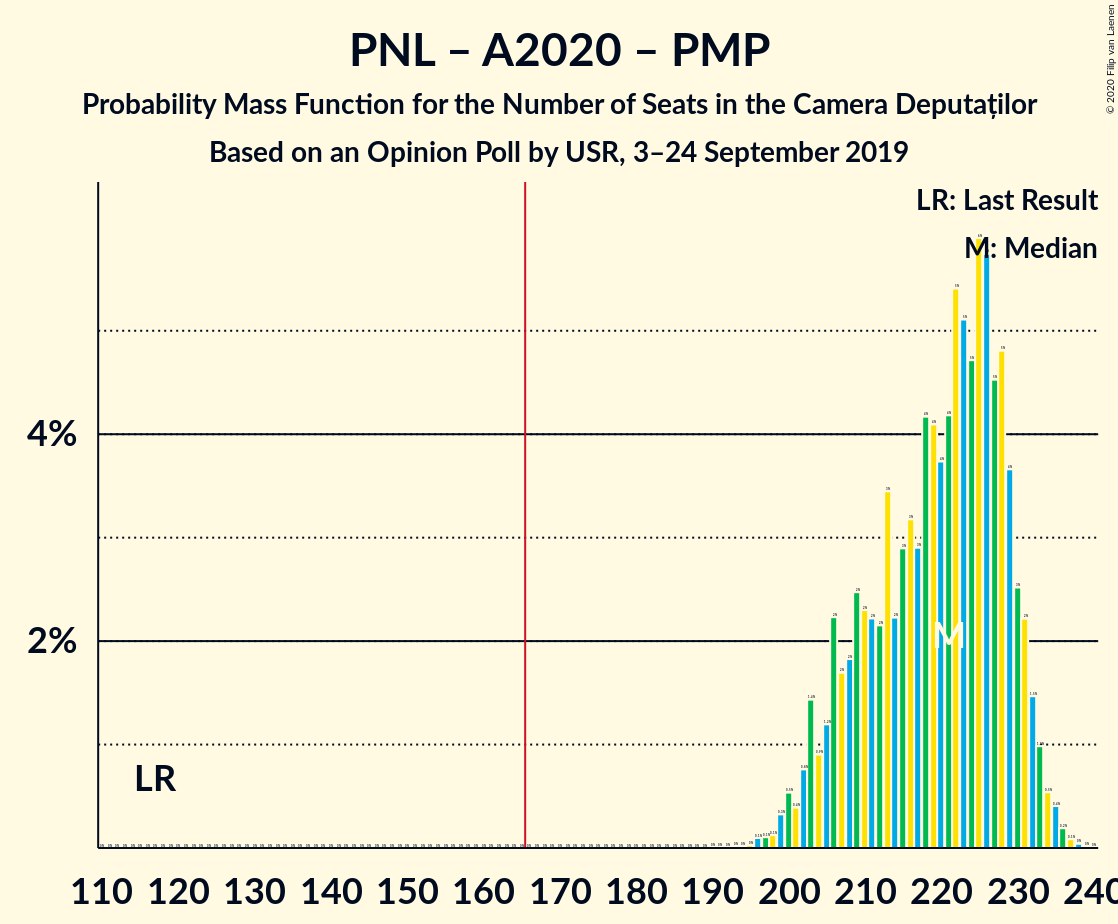 PNL – A2020 – PMP
Probability Mass Function for the Number of Seats in the Camera Deputaților
Based on an Opinion Poll by USR, 3–24 September 2019
© 2020 Filip van Laenen
LR: Last Result
M: Median
4%
2%
LR
M
110 120 130 140 150 160 170 180 190 200 210 220 230 240